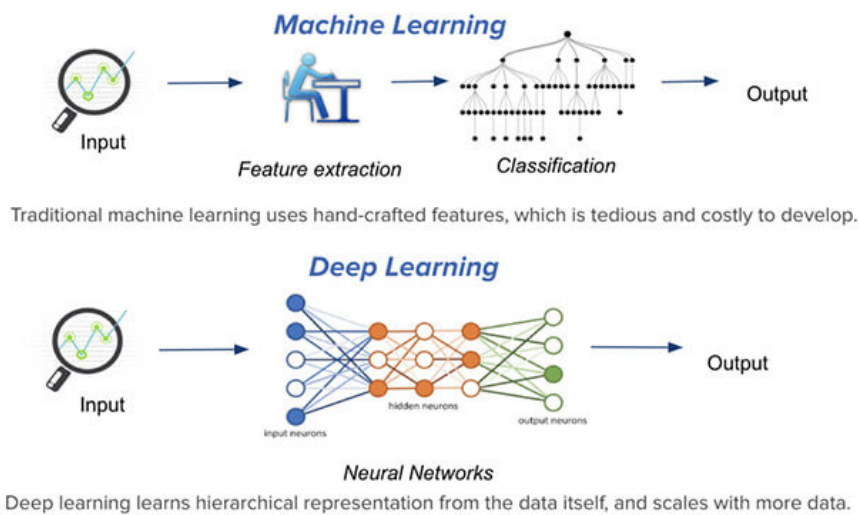 Machine Learning
Input
Feature extraction
Classification
Output
Traditional machine learning uses hand-crafted features, which is tedious and costly to develop.
Deep Learning
Input
input neurons
hidden neurons
output neurons
Output
Neural Networks
Deep learning learns hierarchical representation from the data itself, and scales with more data.